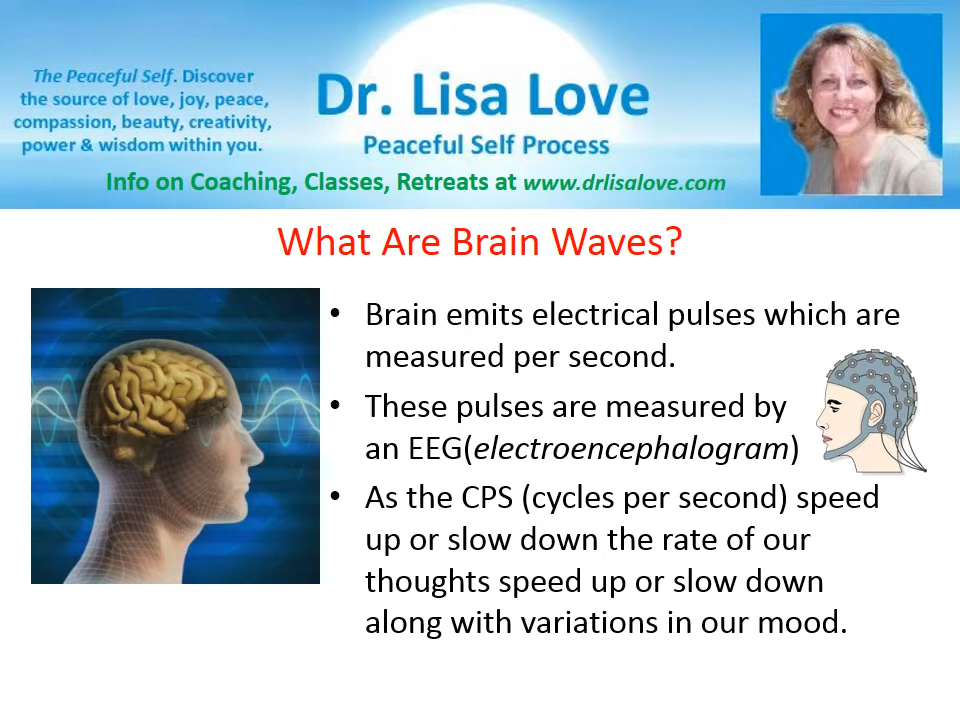 The Peaceful Self. Discover
the source of love, joy, peace,
compassion, beauty, creativity,
power & wisdom within you.
Dr. Lisa Love
Peaceful Self Process
Info on Coaching, Classes, Retreats at www.drlisalove.com
What Are Brain Waves?
• Brain emits electrical pulses which are
measured per second.
• These pulses are measured by
an EEG(electroencephalogram)
• As the CPS (cycles per second) speed
up or slow down the rate of our
thoughts speed up or slow down
along with variations in our mood.